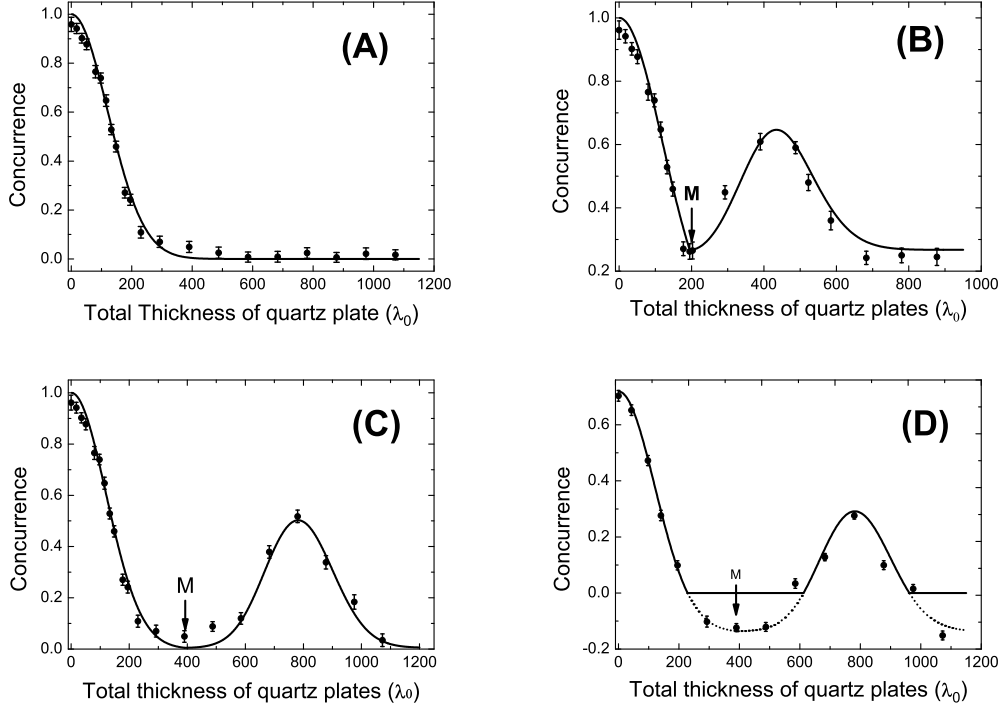 (A)
Concurrence
1.0
0.8
0.6
0.4
0.2
0.0
0 200 400 600 800 1000 1200
Total Thickness of quartz plate (λ0)
(B)
Concurrence
1.0
0.8
0.6
0.4
0.2
M
0 200 400 600 800 1000
Total thickness of quartz plates (λ0)
(C)
Concurrence
1.0
0.8
0.6
0.4
0.2
0.0
M
0 200 400 600 800 1000 1200
Total thickness of quartz plates (λ0)
(D)
Concurrence
0.6
0.4
0.2
0.0
-0.2
M
0 200 400 600 800 1000 1200
Total thickness of quartz plates (λ0)